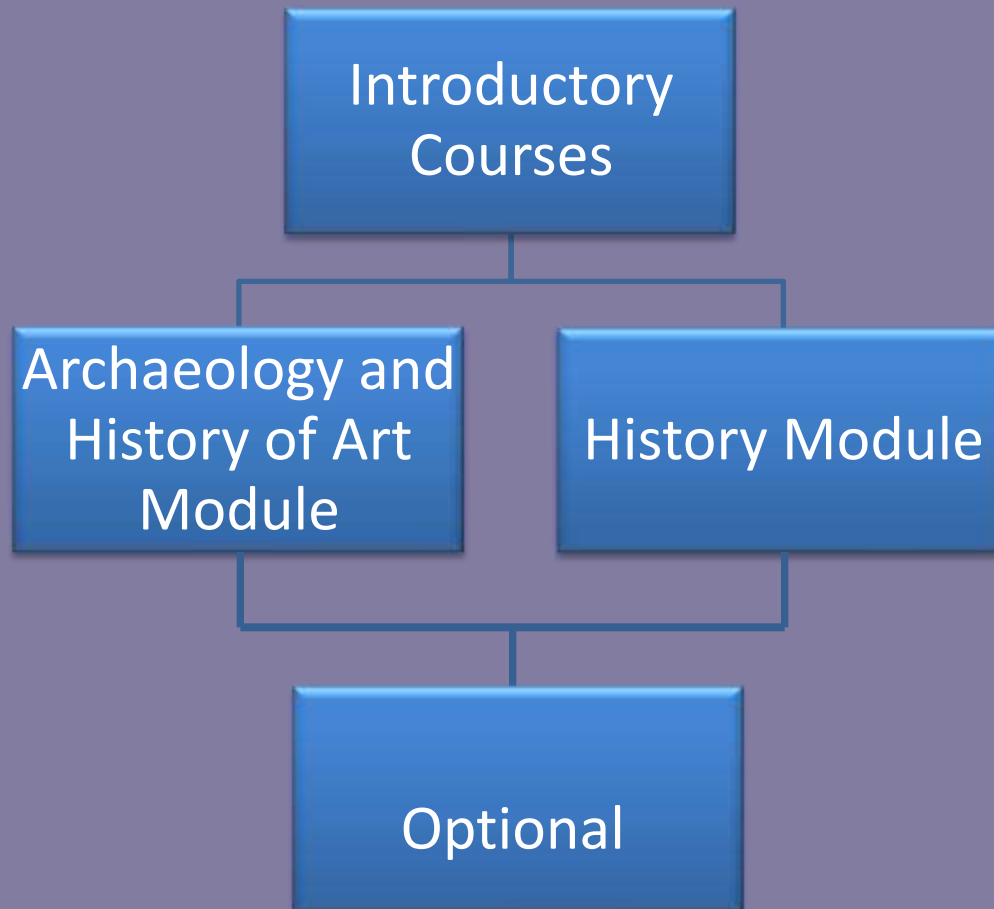 Introductory
Courses
Archaeology and
History of Art
Module
History Module
Optional